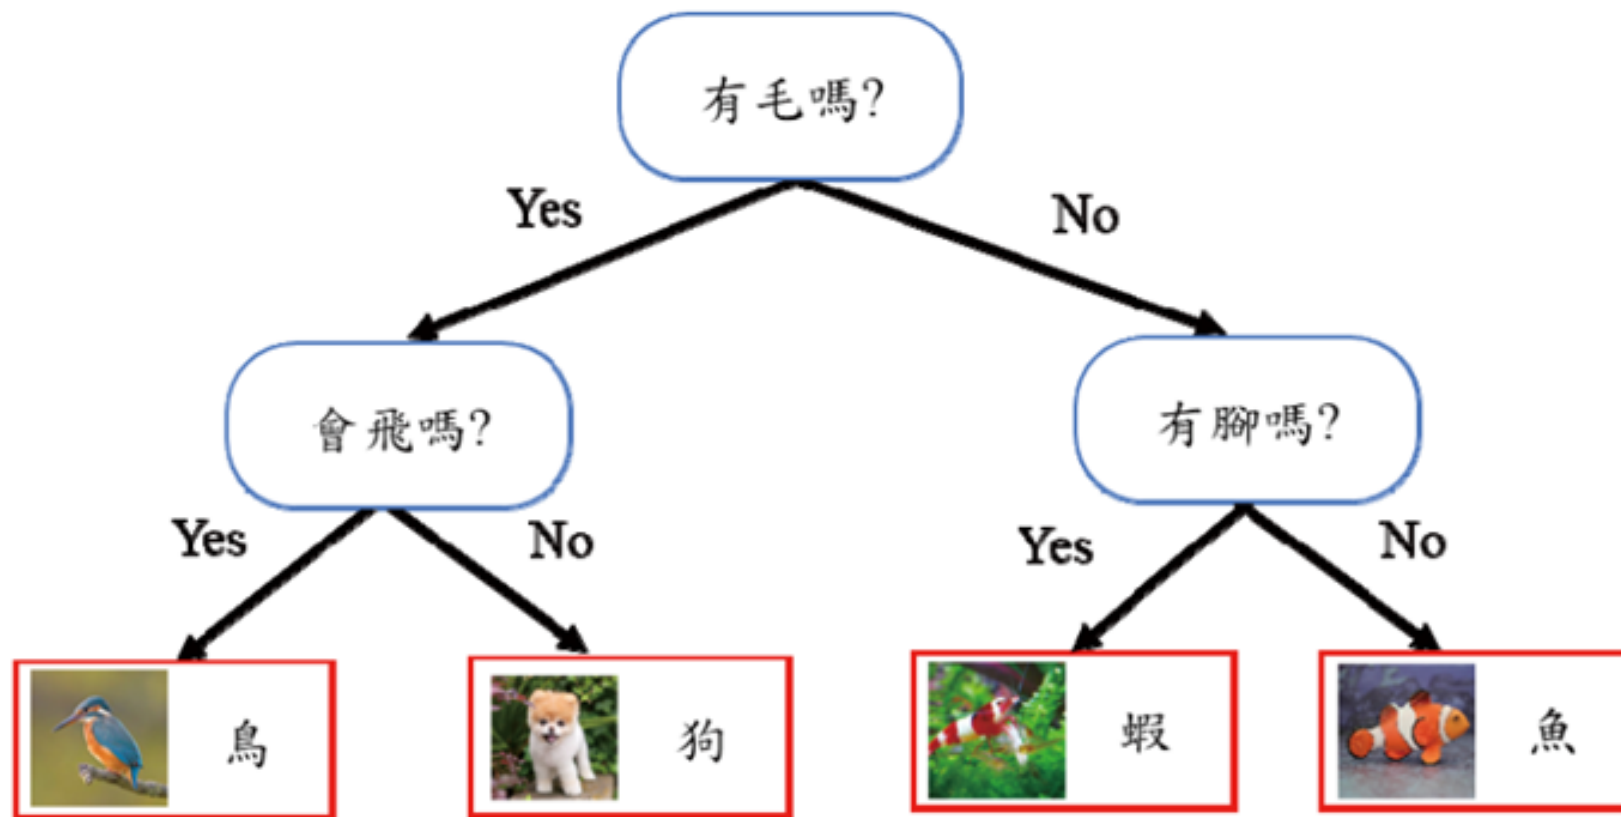 有毛嗎?
Yes
No
會飛嗎?
有腳嗎?
Yes
No
Yes
No
鳥
狗
蝦
魚